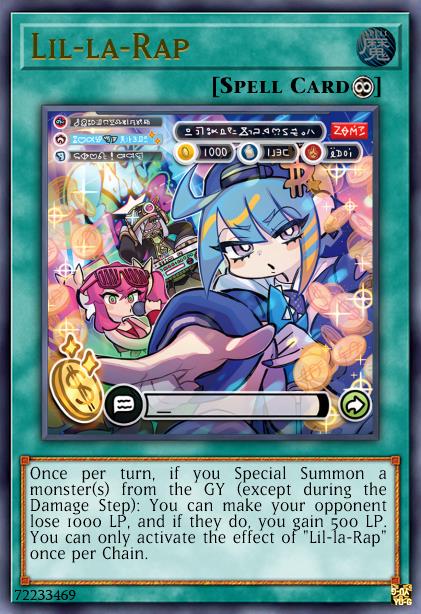 Lil-la-Rap
魔
[Spell Card]
1000
Once per turn, if you Special Summon a
monster(s) from the GY (except during the
Damage Step): You can make your opponent
lose 1000 LP, and if they do, you gain 500 LP.
You can only activate the effect of "Lil-la-Rap"
once per Chain.
72233469